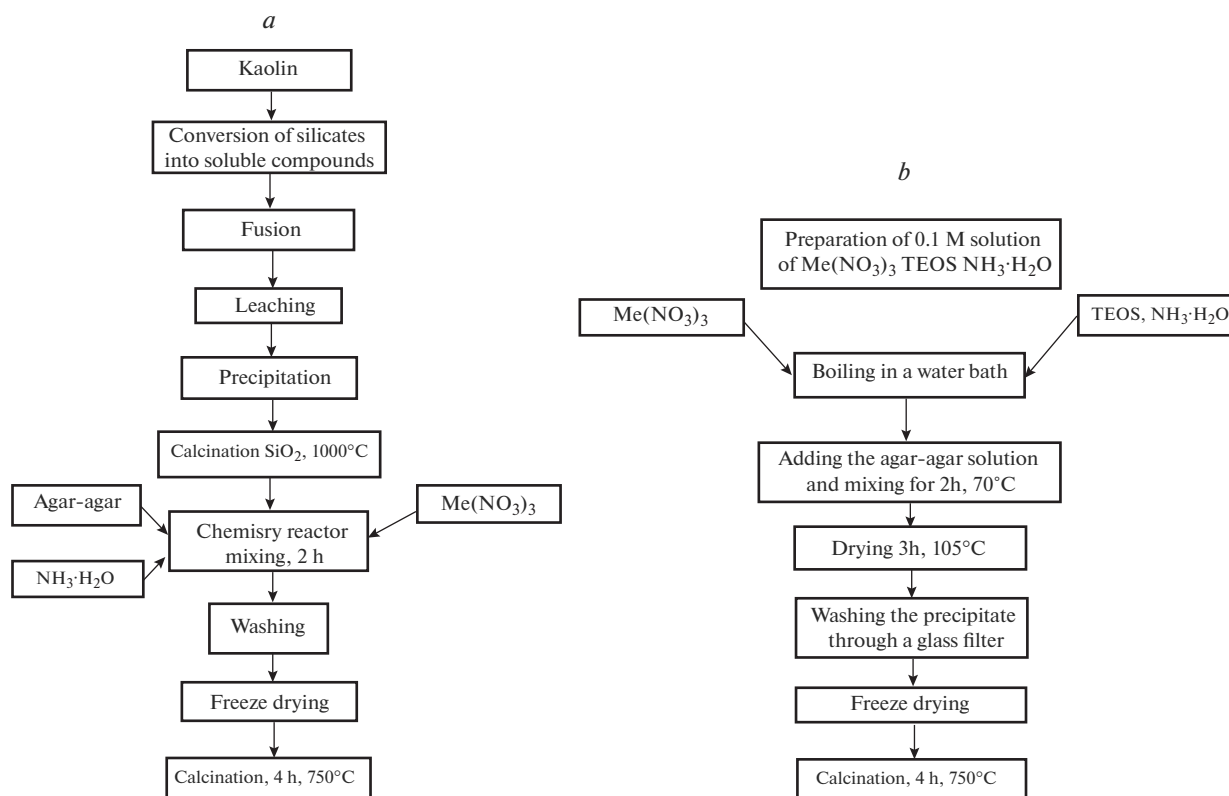 a
Kaolin
Conversion of silicates
into soluble compounds
Fusion
Leaching
Precipitation
Calcination SiO₂, 1000°C
Agar-agar
Me(NO₃)₃
Chemisry reactor
mixing, 2 h
NH₃·H₂O
Washing
Freeze drying
Calcination, 4 h, 750°C
b
Preparation of 0.1 M solution
of Me(NO₃)₃ TEOS NH₃·H₂O
Me(NO₃)₃
TEOS, NH₃·H₂O
Boiling in a water bath
Adding the agar-agar solution
and mixing for 2h, 70°C
Drying 3h, 105°C
Washing the precipitate
through a glass filter
Freeze drying
Calcination, 4 h, 750°C